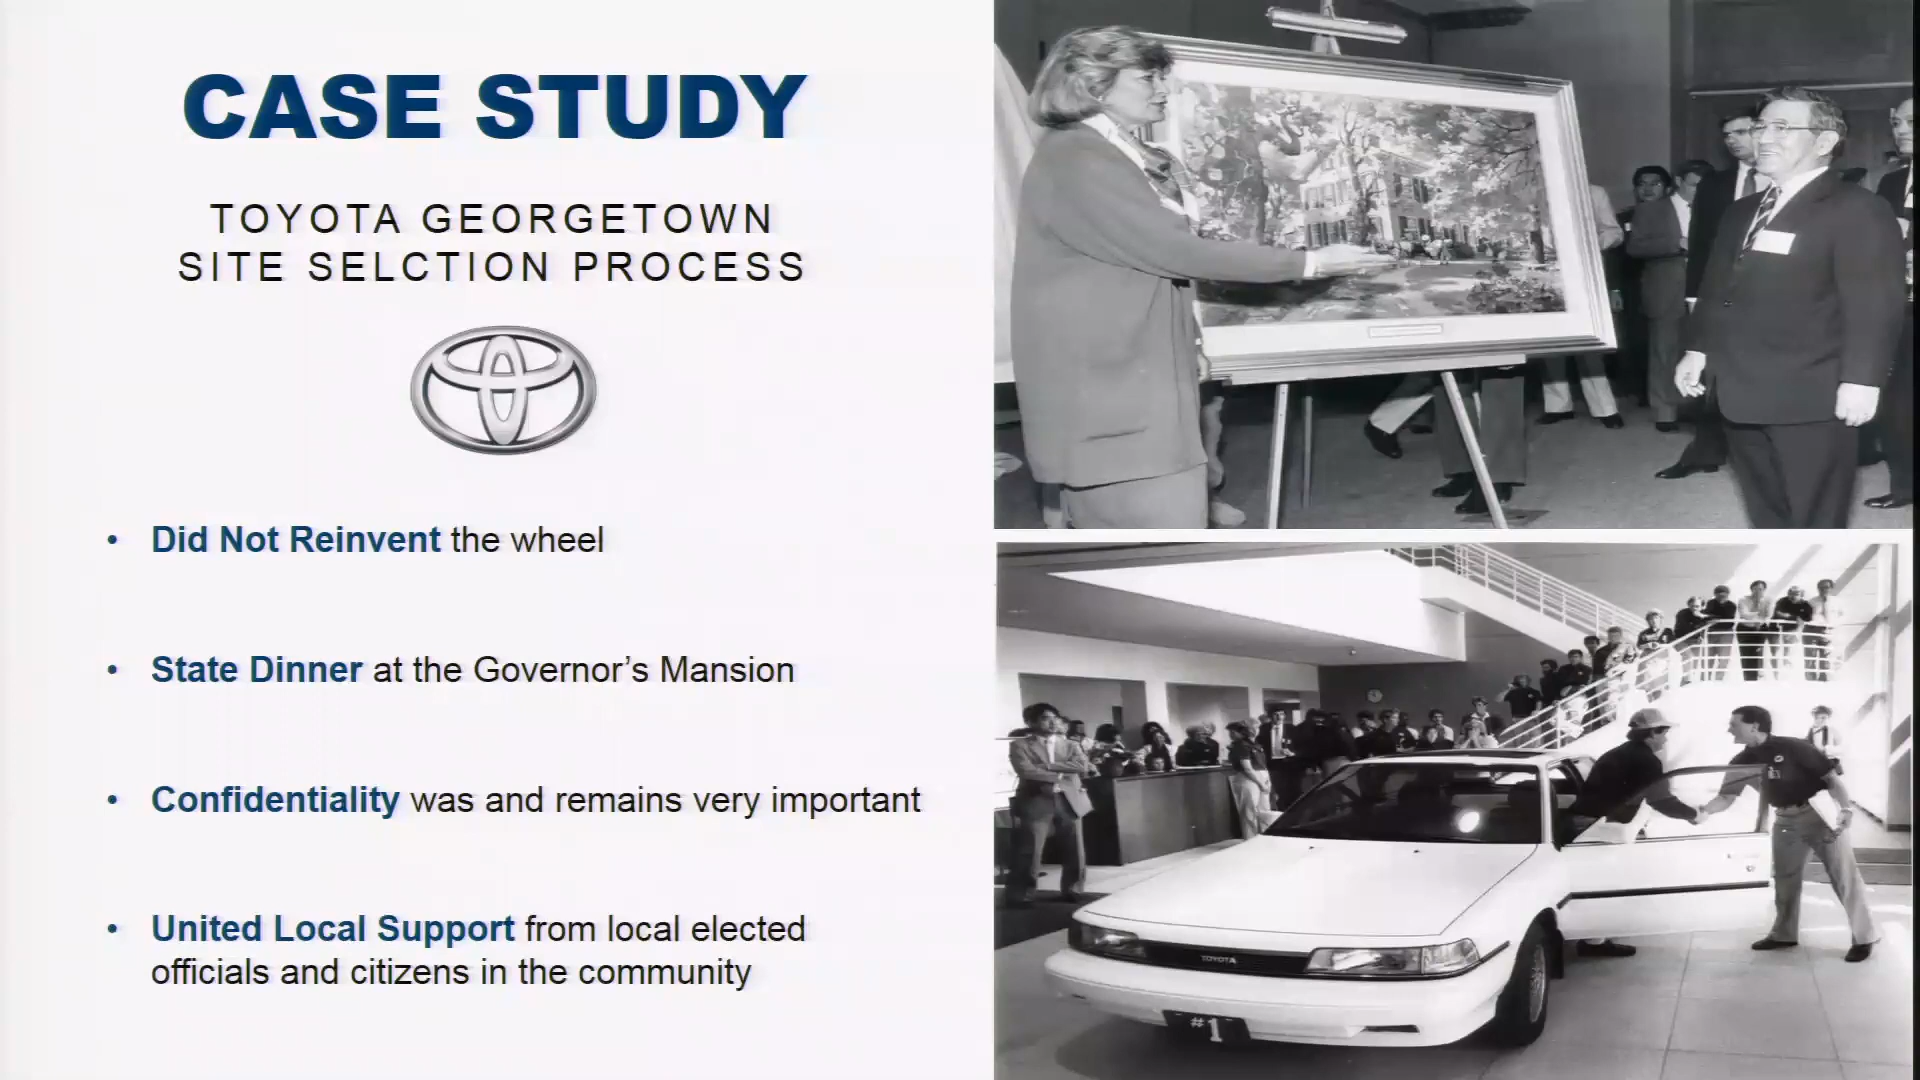 CASE STUDY
TOYOTA GEORGETOWN
SITE SELCTION PROCESS
• Did Not Reinvent the wheel
• State Dinner at the Governor’s Mansion
• Confidentiality was and remains very important
• United Local Support from local elected
officials and citizens in the community
TOYOTA
#1